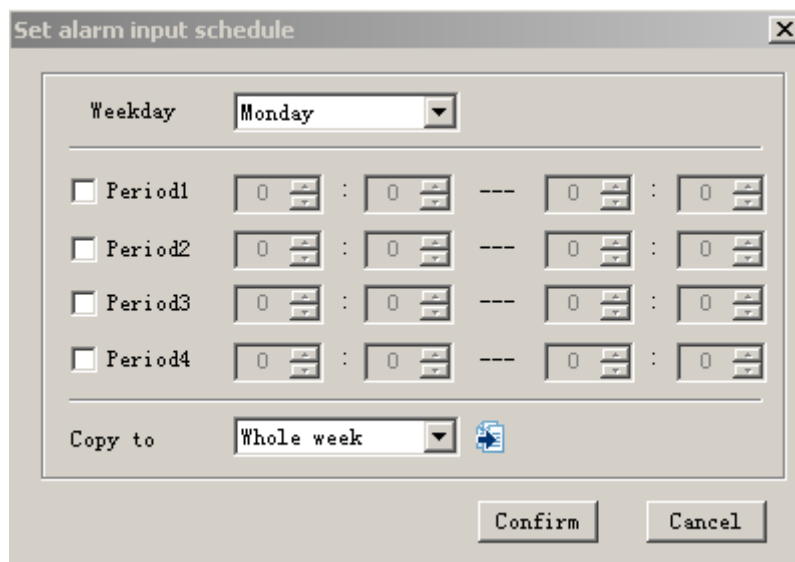 Set alarm input schedule
Weekday Monday
Period1 0 : 0 --- 0 : 0
Period2 0 : 0 --- 0 : 0
Period3 0 : 0 --- 0 : 0
Period4 0 : 0 --- 0 : 0
Copy to Whole week
Confirm Cancel